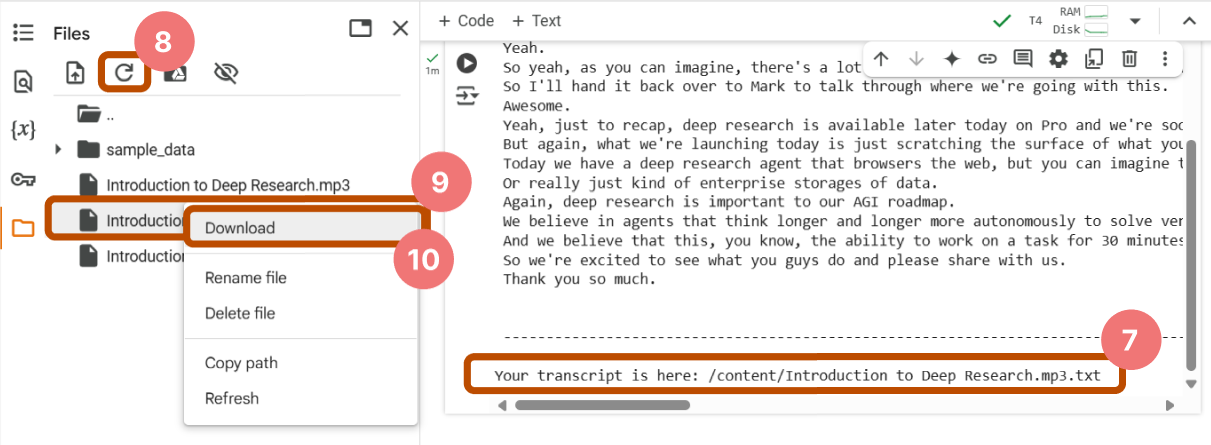 Files
8
..
sample_data
Introduction to Deep Research.mp3
9
Introduction
Download
10
Introduction
Rename file
Delete file
Copy path
Refresh
{x}
+ Code + Text
T4
RAM
Disk
1m
Yeah.
So yeah, as you can imagine, there's a lot
So I'll hand it back over to Mark to talk through where we're going with this.
Awesome.
Yeah, just to recap, deep research is available later today on Pro and we're soo
But again, what we're launching today is just scratching the surface of what you
Today we have a deep research agent that browsers the web, but you can imagine t
Or really just kind of enterprise storages of data.
Again, deep research is important to our AGI roadmap.
We believe in agents that think longer and longer more autonomously to solve ver
And we believe that this, you know, the ability to work on a task for 30 minutes
So we're excited to see what you guys do and please share with us.
Thank you so much.
--------------------------------------------------------------------------------
7
Your transcript is here: /content/Introduction to Deep Research.mp3.txt